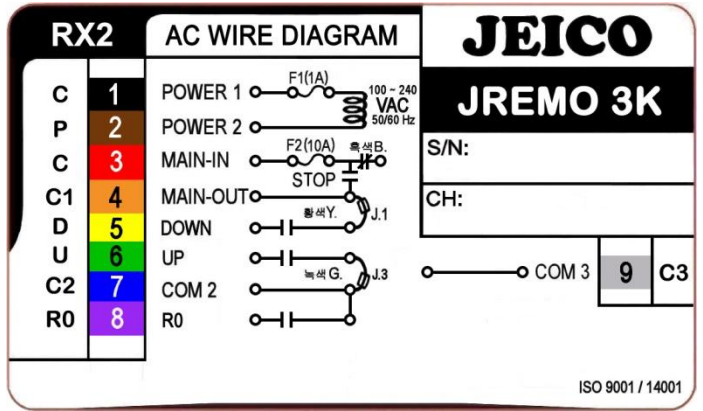 RX2 AC WIRE DIAGRAM JEICO
JREMO 3K
S/N:
CH:
C 1 POWER 1 F1(1A) 100 ~ 240
VAC
50/60 Hz
P 2 POWER 2
C 3 MAIN-IN F2(10A) 흑색B.
STOP
C1 4 MAIN-OUT
황색Y. J.1
D 5 DOWN
U 6 UP
녹색G. J.3
C2 7 COM 2
R0 8 R0
COM 3 9 C3
ISO 9001 / 14001